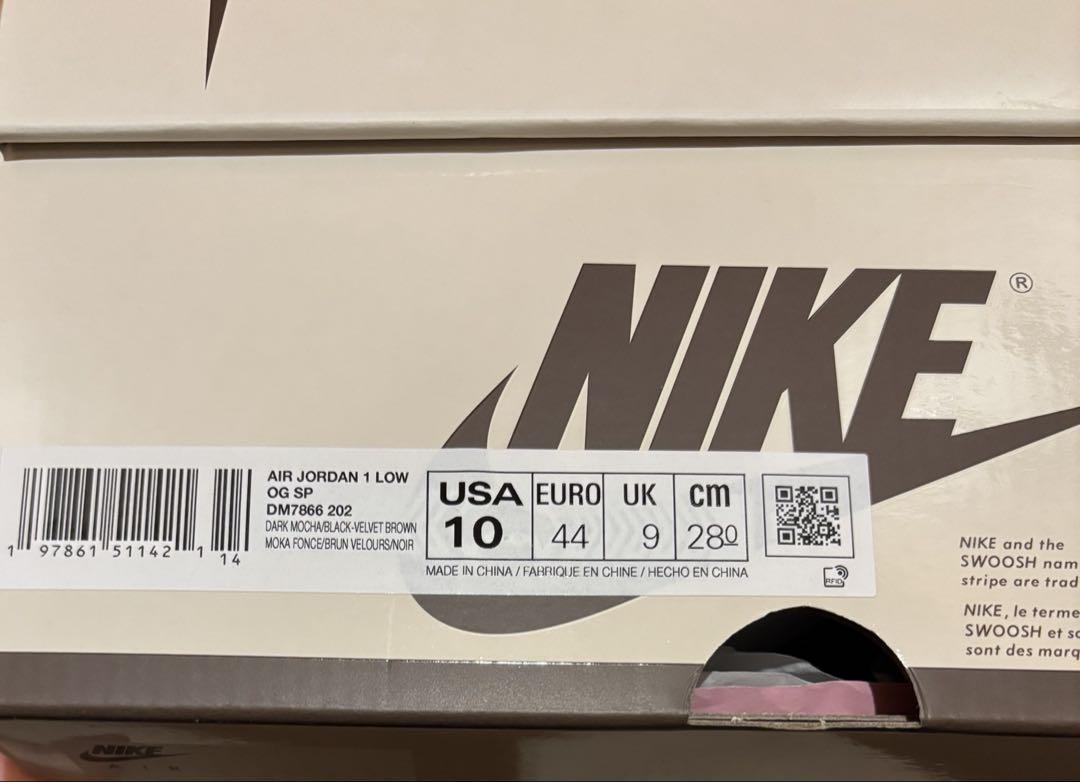 NIKE®
AIR JORDAN 1 LOW
OG SP
DM7866 202
DARK MOCHA/BLACK-VELVET BROWN
MOKA FONCE/BRUN VELOURS/NOIR
1 97861 51142 1
14
USA EURO UK cm
10 44 9 280
MADE IN CHINA / FABRIQUE EN CHINE / HECHO EN CHINA
RFID
NIKE and the
SWOOSH nam
stripe are trad
NIKE, le terme
SWOOSH et so
sont des marq
NIKE
AIR